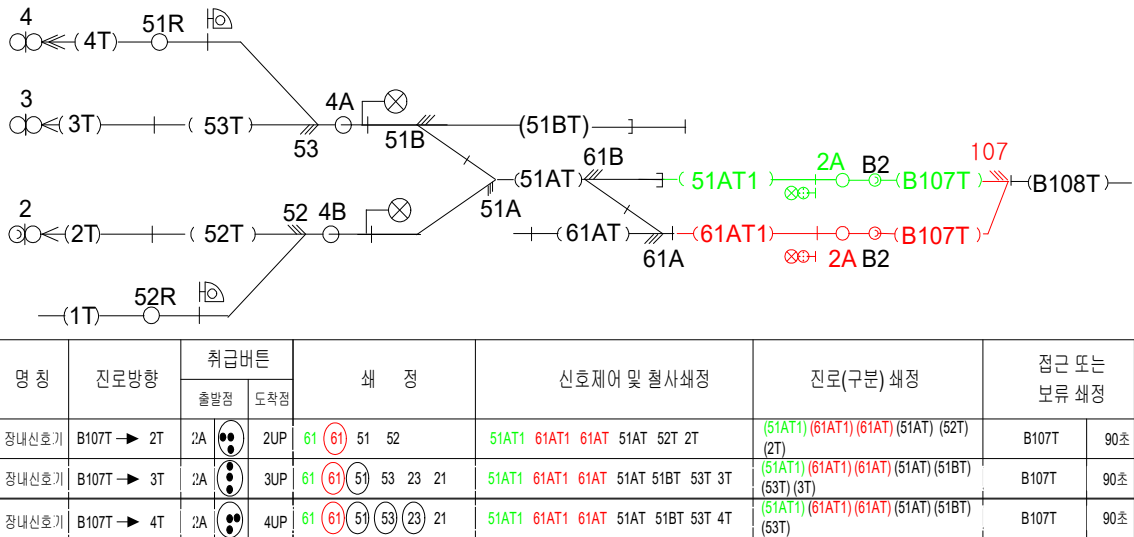 4
51R
(4T)
3
4A
(3T)
(53T)
53
51B
(51BT)
61B
2A
B2
107
(51AT)
(51AT1)
(B107T)
(B108T)
51A
2
52
4B
(2T)
(52T)
(61AT)
(61AT1)
(B107T)
61A
2A B2
52R
(1T)
명 칭
진로방향
취급버튼
출발점
도착점
쇄 정
신호제어 및 철사쇄정
진로(구분) 쇄정
접근 또는
보류 쇄정
장내신호기 B107T → 2T 2A 2UP 61 61 51 52 51AT1 61AT1 61AT 51AT 52T 2T (51AT1) (61AT1) (61AT) (51AT) (52T)
(2T)
B107T 90초
장내신호기 B107T → 3T 2A 3UP 61 61 51 53 23 21 51AT1 61AT1 61AT 51AT 51BT 53T 3T (51AT1) (61AT1) (61AT) (51AT) (51BT)
(53T) (3T)
B107T 90초
장내신호기 B107T → 4T 2A 4UP 61 61 51 53 23 21 51AT1 61AT1 61AT 51AT 51BT 53T 4T (51AT1) (61AT1) (61AT) (51AT) (51BT)
(53T)
B107T 90초